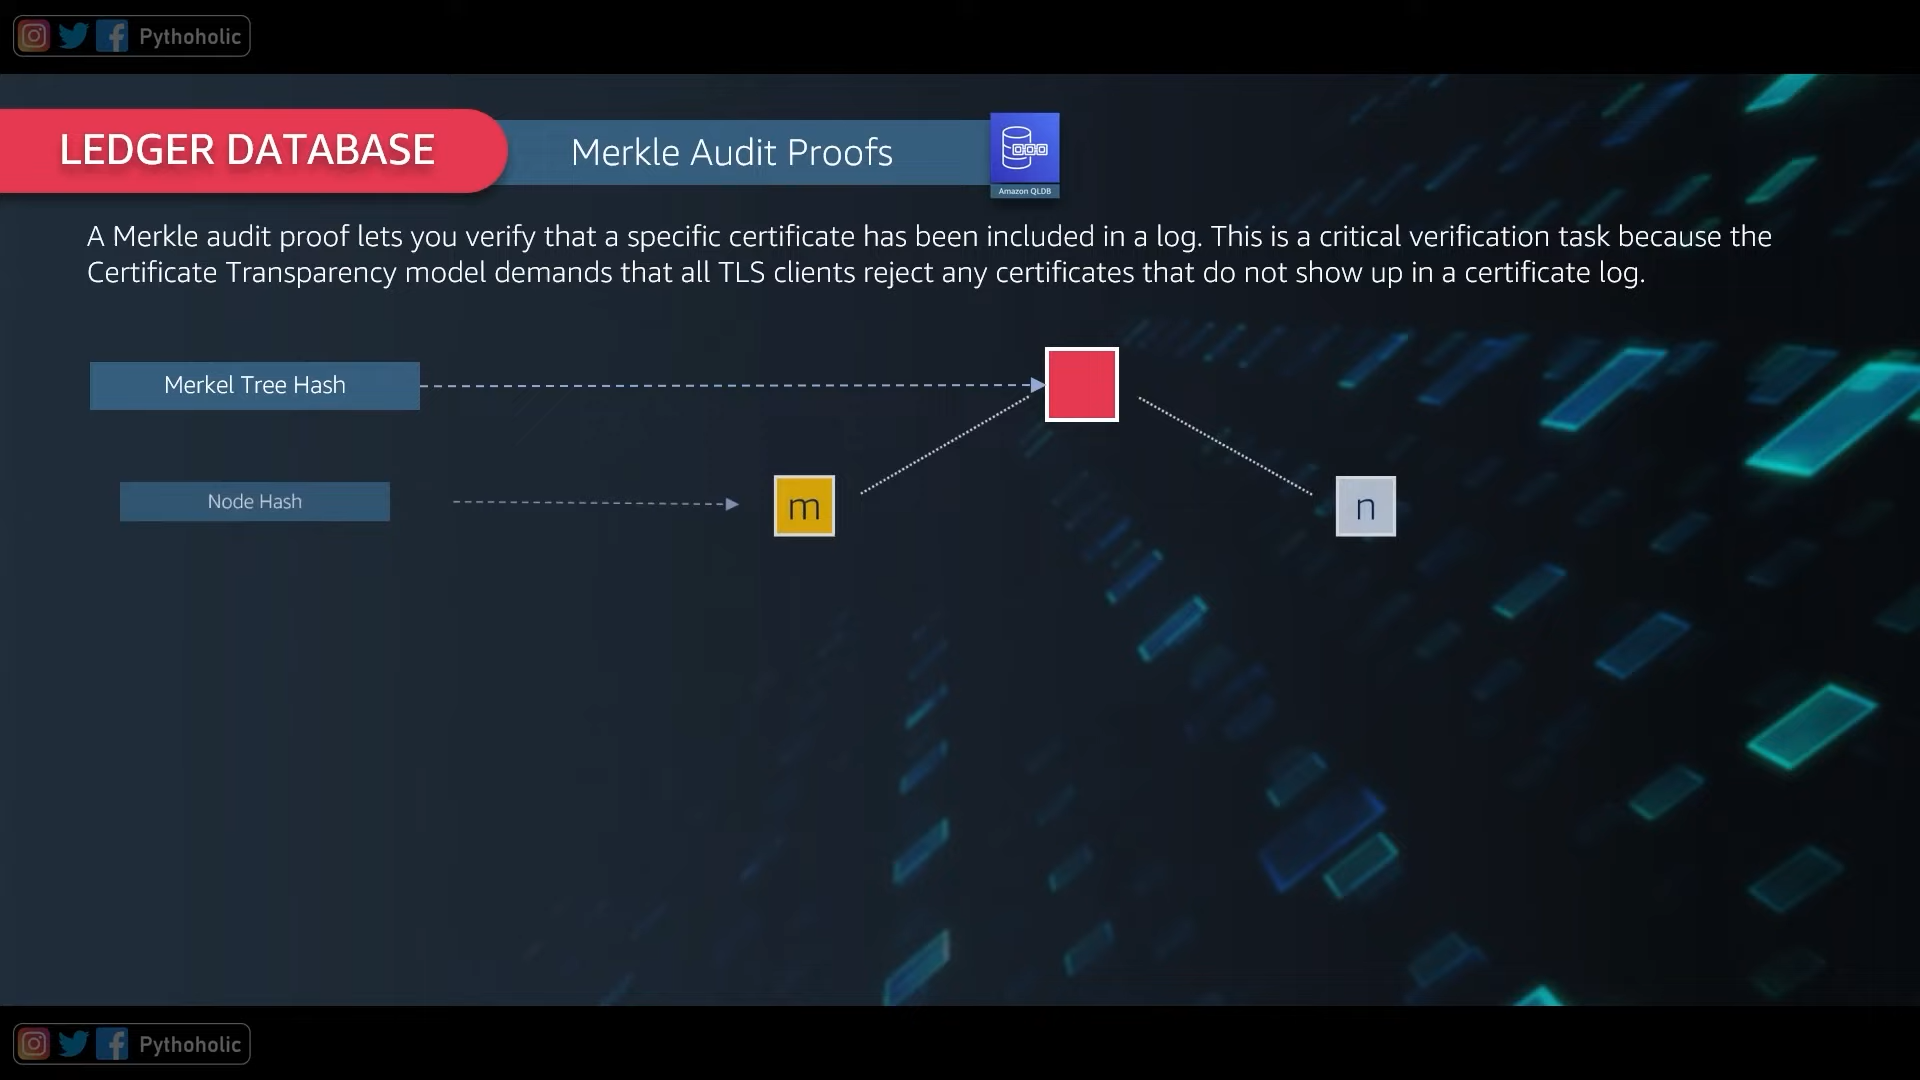 Pythoholic
LEDGER DATABASE
Merkle Audit Proofs
Amazon QLDB
A Merkle audit proof lets you verify that a specific certificate has been included in a log. This is a critical verification task because the
Certificate Transparency model demands that all TLS clients reject any certificates that do not show up in a certificate log.
Merkel Tree Hash
Node Hash
m
n
Pythoholic